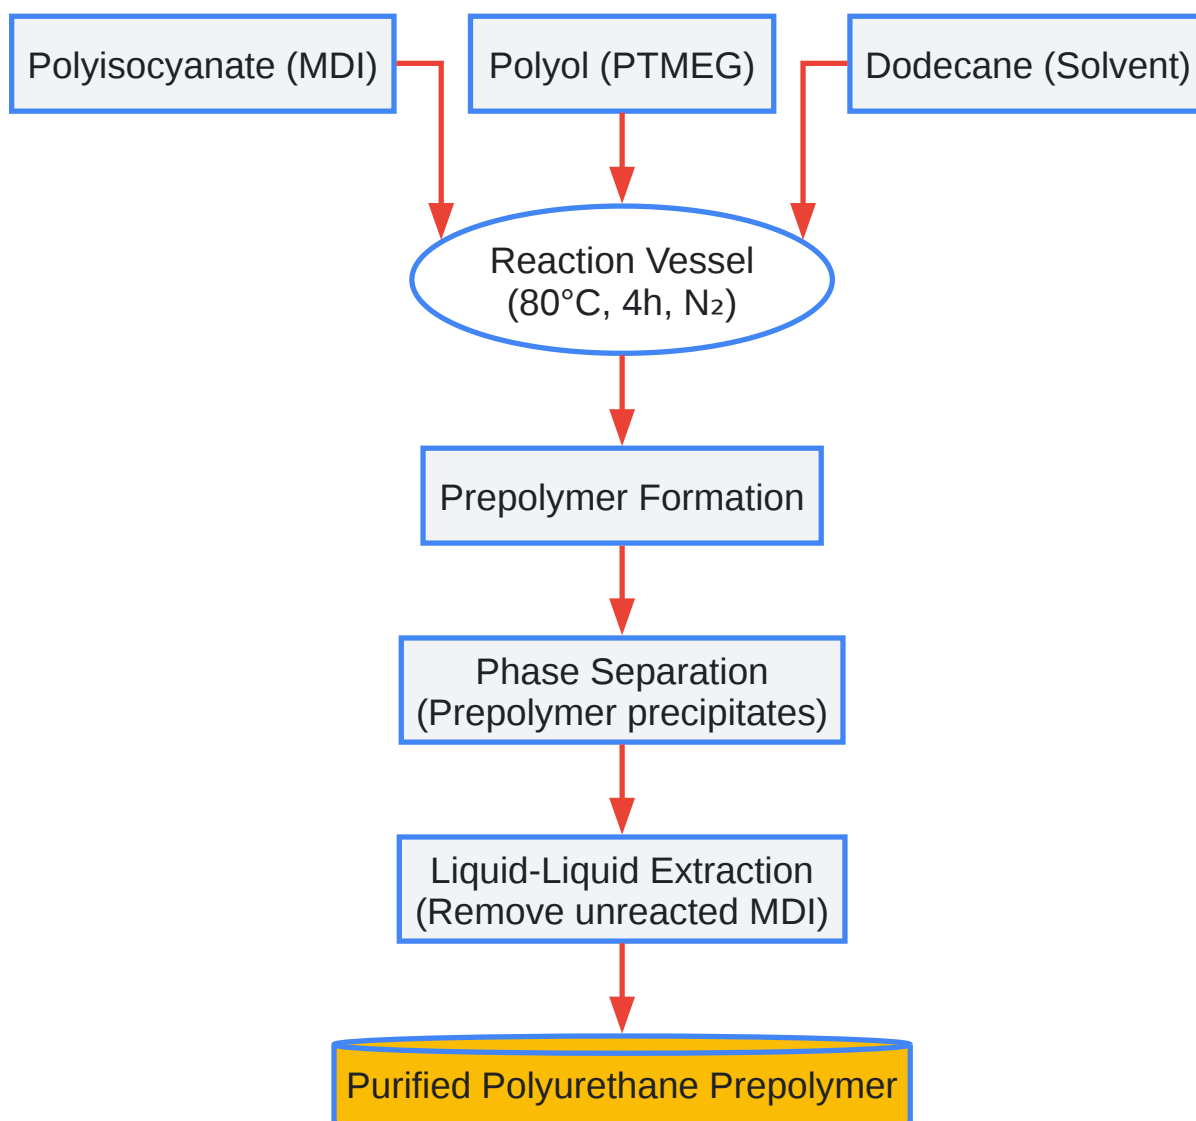 Polyisocyanate (MDI)
Polyol (PTMEG)
Dodecane (Solvent)
Reaction Vessel
(80°C, 4h, N₂)
Prepolymer Formation
Phase Separation
(Prepolymer precipitates)
Liquid-Liquid Extraction
(Remove unreacted MDI)
Purified Polyurethane Prepolymer